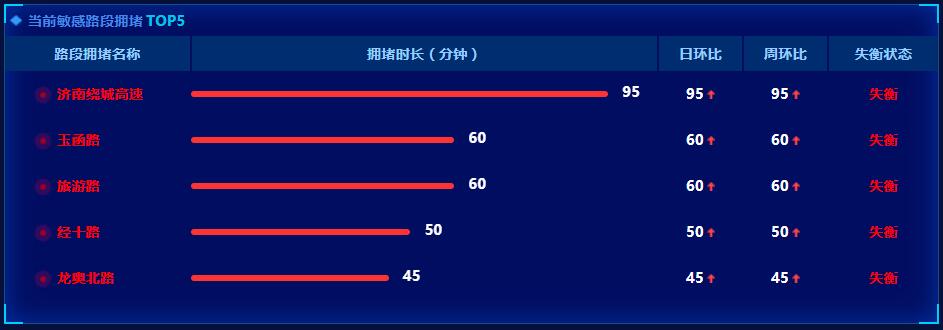 当前敏感路段拥堵 TOP5
路段拥堵名称 拥堵时长（分钟） 日环比 周环比 失衡状态
济南绕城高速 95 95 95 失衡
玉函路 60 60 60 失衡
旅游路 60 60 60 失衡
经十路 50 50 50 失衡
龙奥北路 45 45 45 失衡